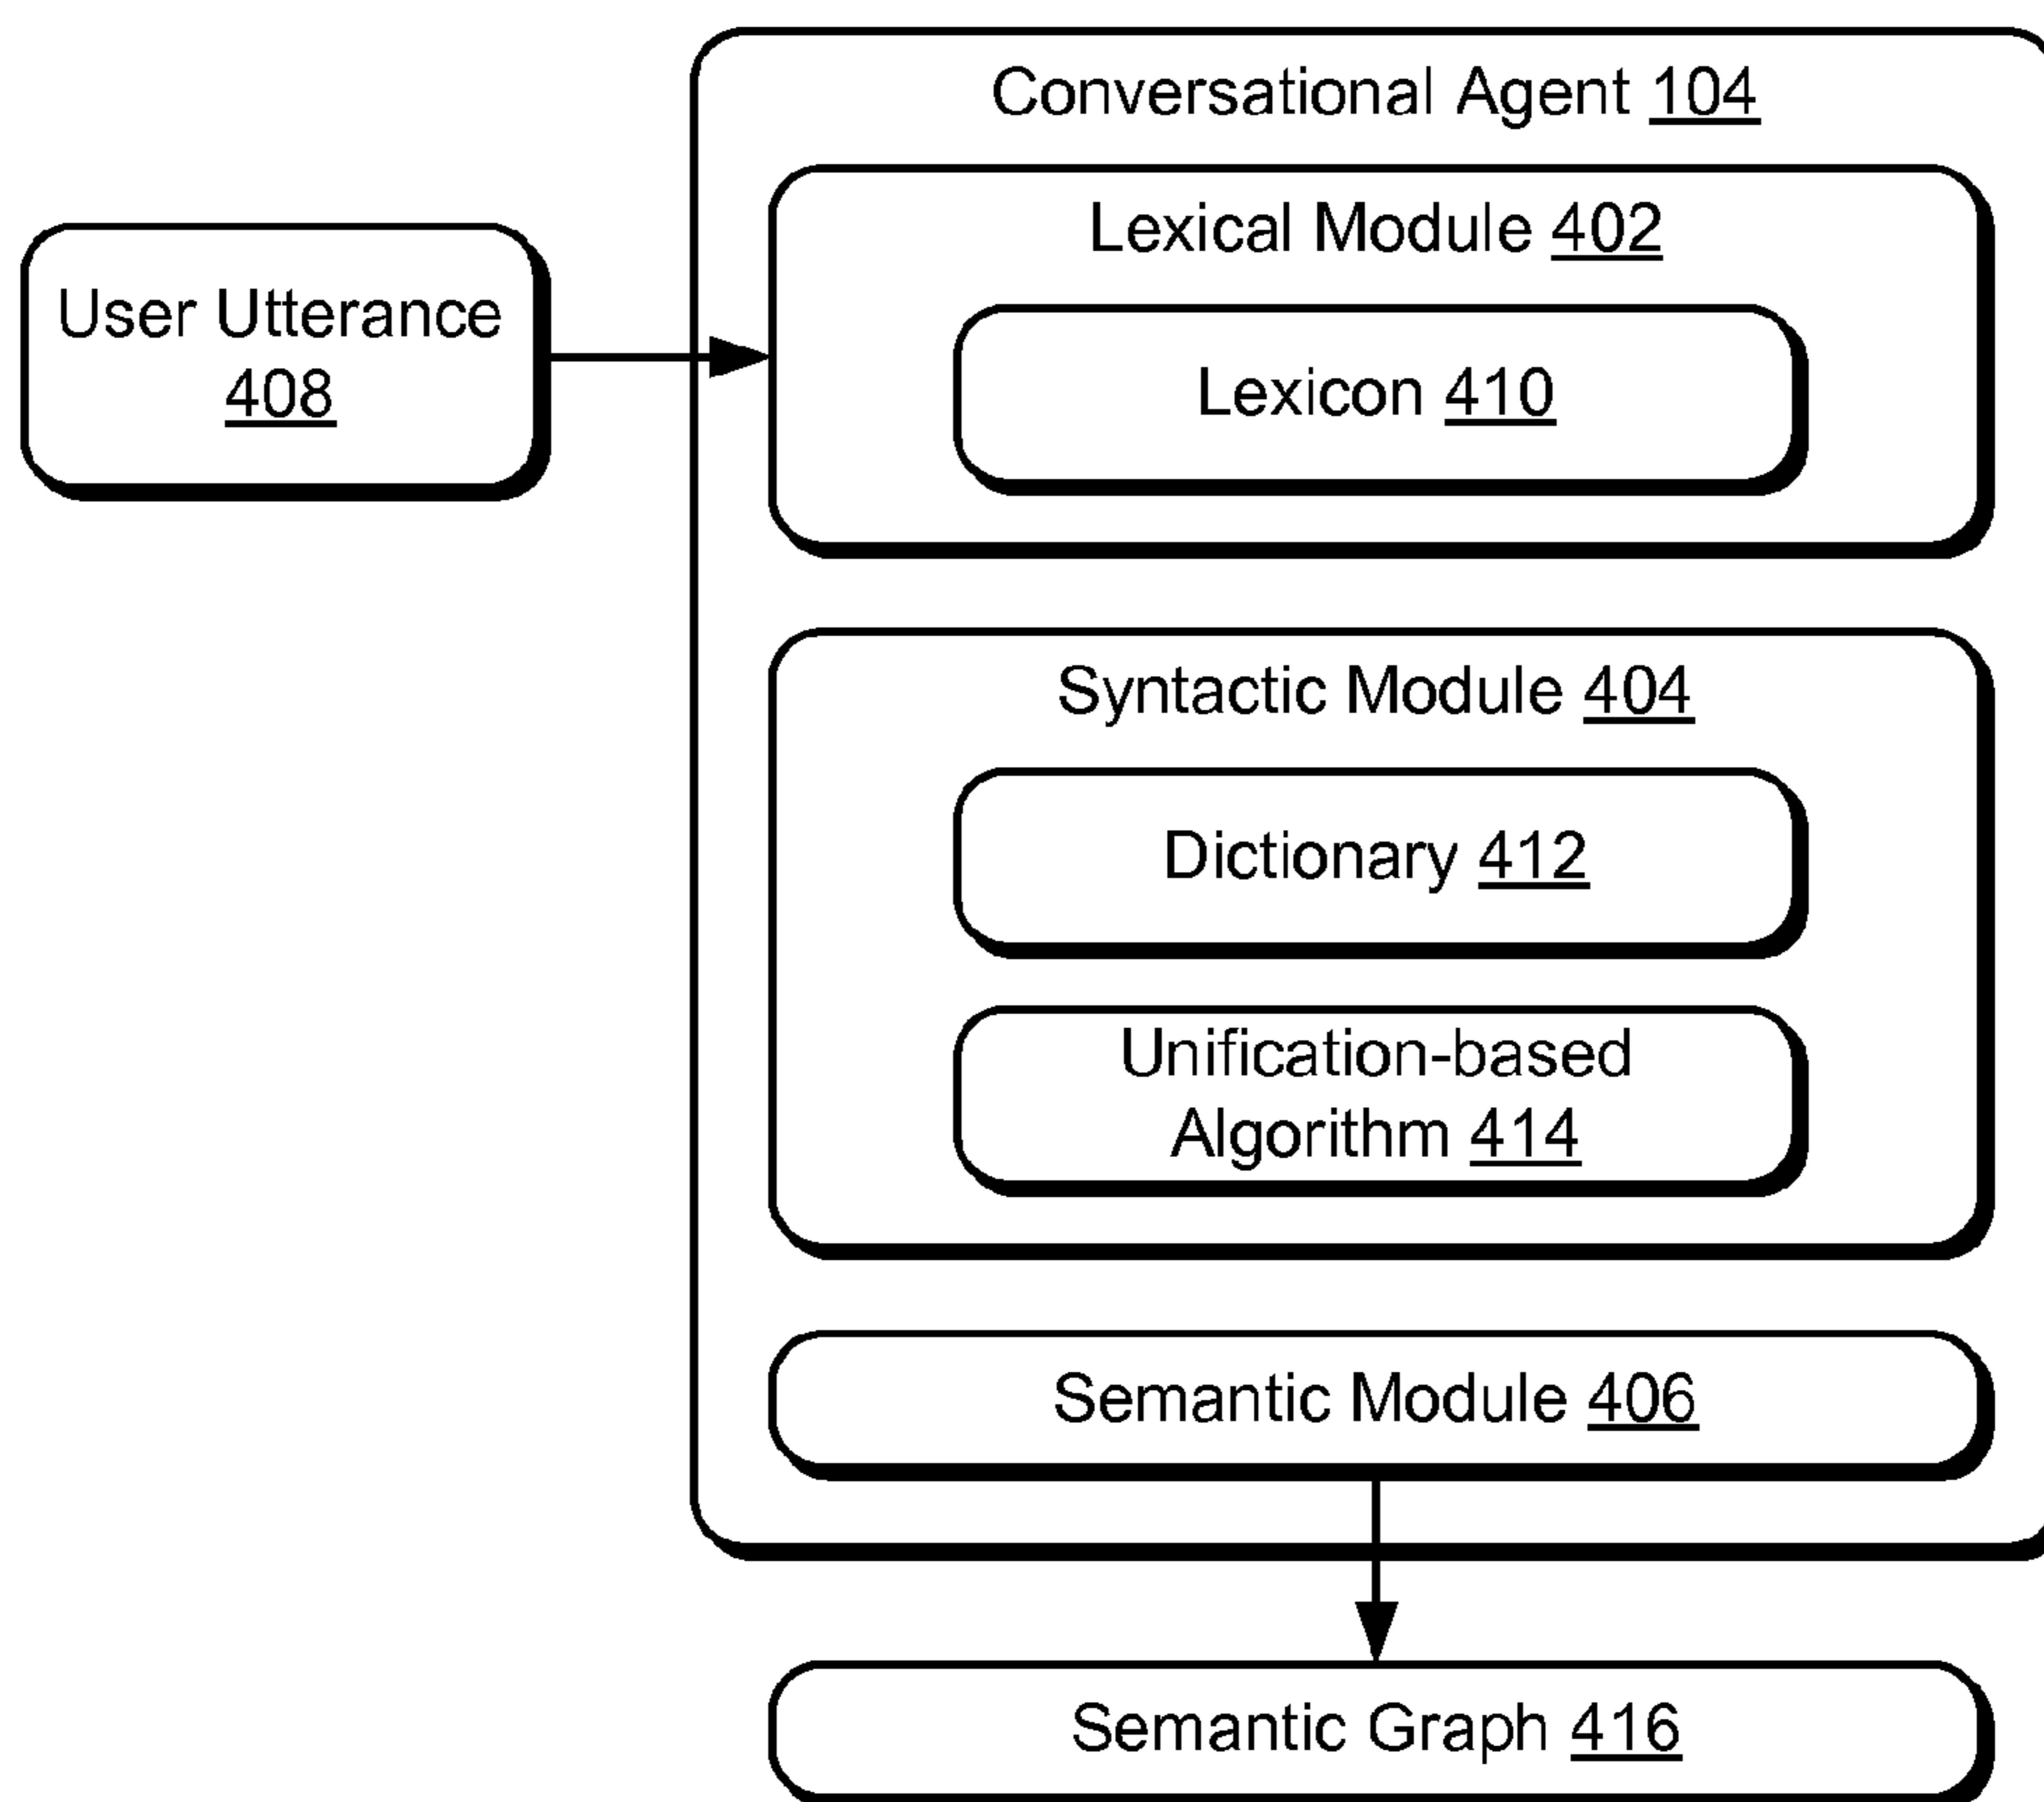 Conversational Agent 104
Lexical Module 402
User Utterance
408
Lexicon 410
Syntactic Module 404
Dictionary 412
Unification-based
Algorithm 414
Semantic Module 406
Semantic Graph 416